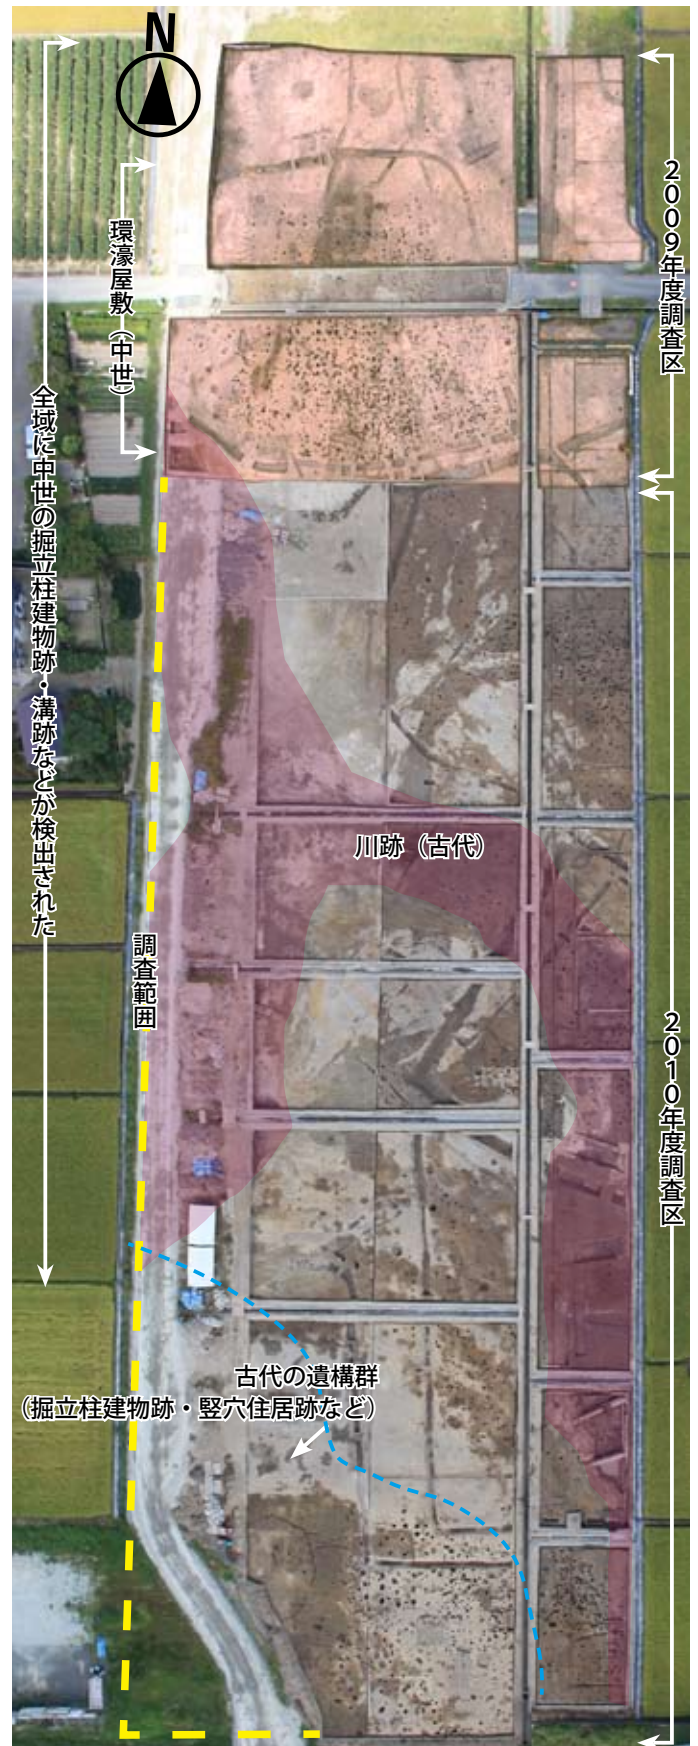 N
2009年度調査区
環濠屋敷（中世）
全域に中世の掘立柱建物跡・溝跡などが検出された
川跡（古代）
調査範囲
2010年度調査区
古代の遺構群
（掘立柱建物跡・竪穴住居跡など）